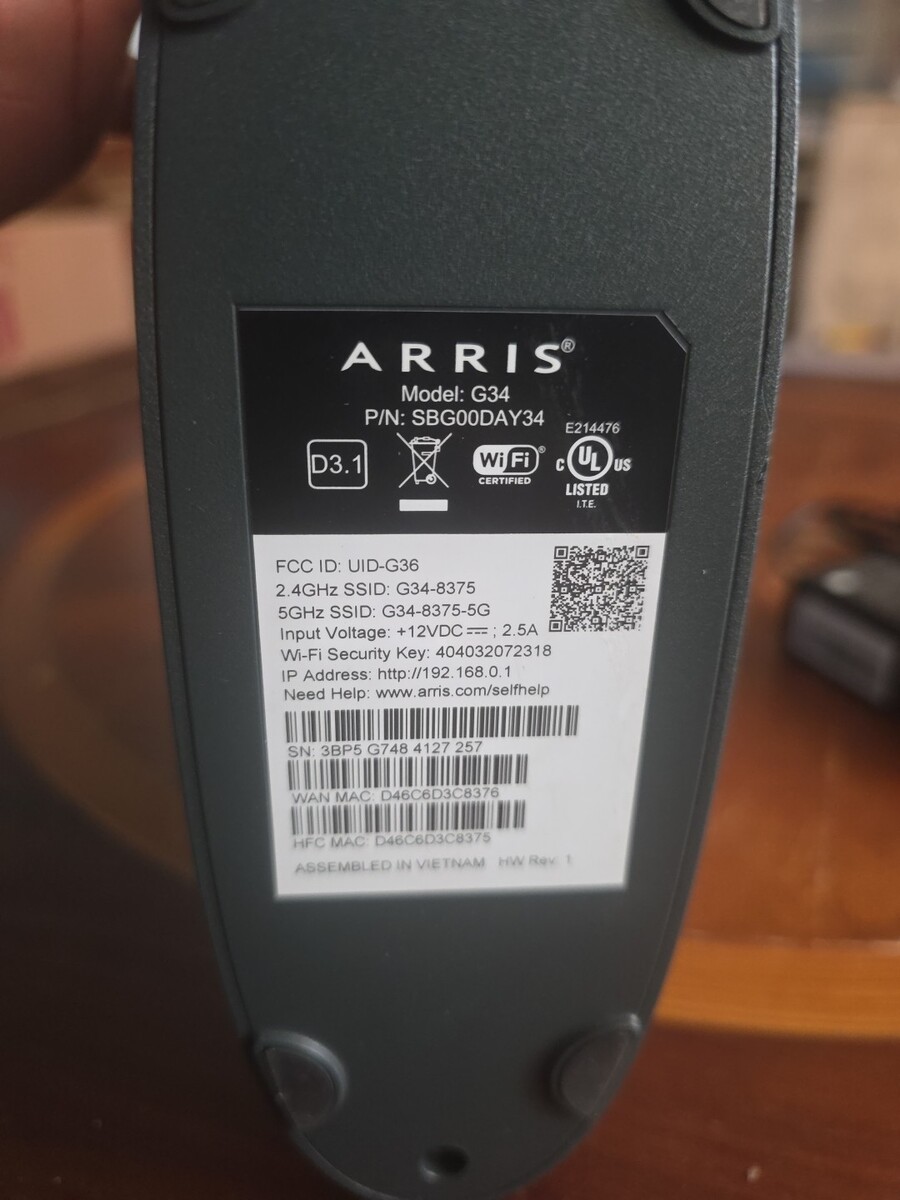 ARRIS®
Model: G34
P/N: SBG00DAY34
D3.1
Wi Fi®
CERTIFIED
E214476
C UL US
LISTED
I.T.E.
FCC ID: UID-G36
2.4GHz SSID: G34-8375
5GHz SSID: G34-8375-5G
Input Voltage: +12VDC ⎓ ; 2.5A
Wi-Fi Security Key: 404032072318
IP Address: http://192.168.0.1
Need Help: www.arris.com/selfhelp
SN: 3BP5 G748 4127 257
WAN MAC: D46C6D3C8376
HFC MAC: D46C6D3C8375
ASSEMBLED IN VIETNAM HW Rev: 1